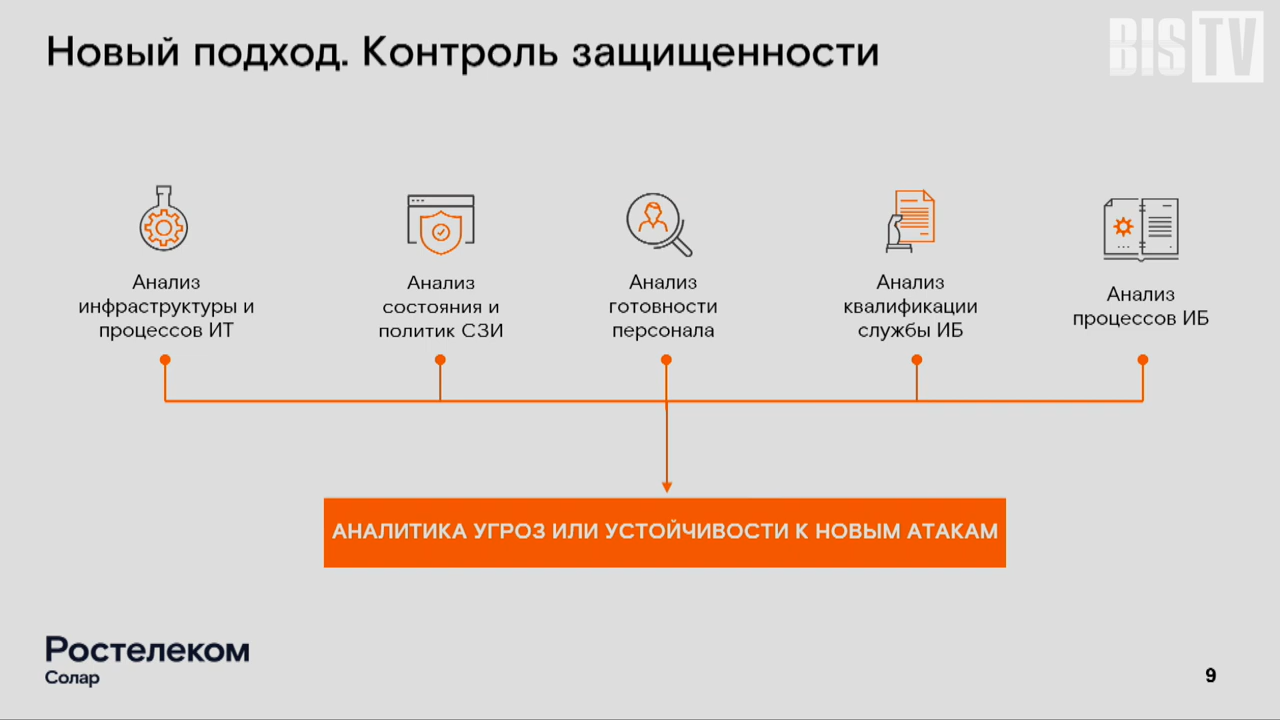 Новый подход. Контроль защищенности
BIS TV
Анализ
инфраструктуры и
процессов ИТ
Анализ
состояния и
политик СЗИ
Анализ
готовности
персонала
Анализ
квалификации
службы ИБ
Анализ
процессов ИБ
АНАЛИТИКА УГРОЗ ИЛИ УСТОЙЧИВОСТИ К НОВЫМ АТАКАМ
Ростелеком
Солар
9